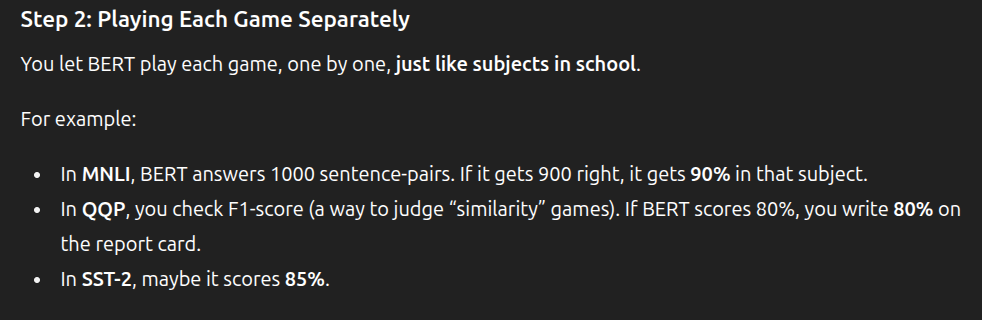 Step 2: Playing Each Game Separately
You let BERT play each game, one by one, just like subjects in school.
For example:
• In MNLI, BERT answers 1000 sentence-pairs. If it gets 900 right, it gets 90% in that subject.
• In QQP, you check F1-score (a way to judge “similarity” games). If BERT scores 80%, you write 80% on
the report card.
• In SST-2, maybe it scores 85%.